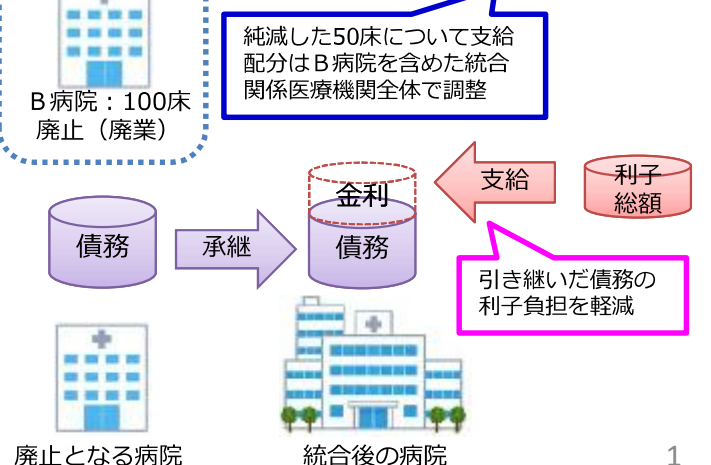 純減した50床について支給
配分はB病院を含めた統合
関係医療機関全体で調整
B病院：100床
廃止（廃業）
債務
承継
金利
債務
支給
利子
総額
引き継いだ債務の
利子負担を軽減
廃止となる病院
統合後の病院
1